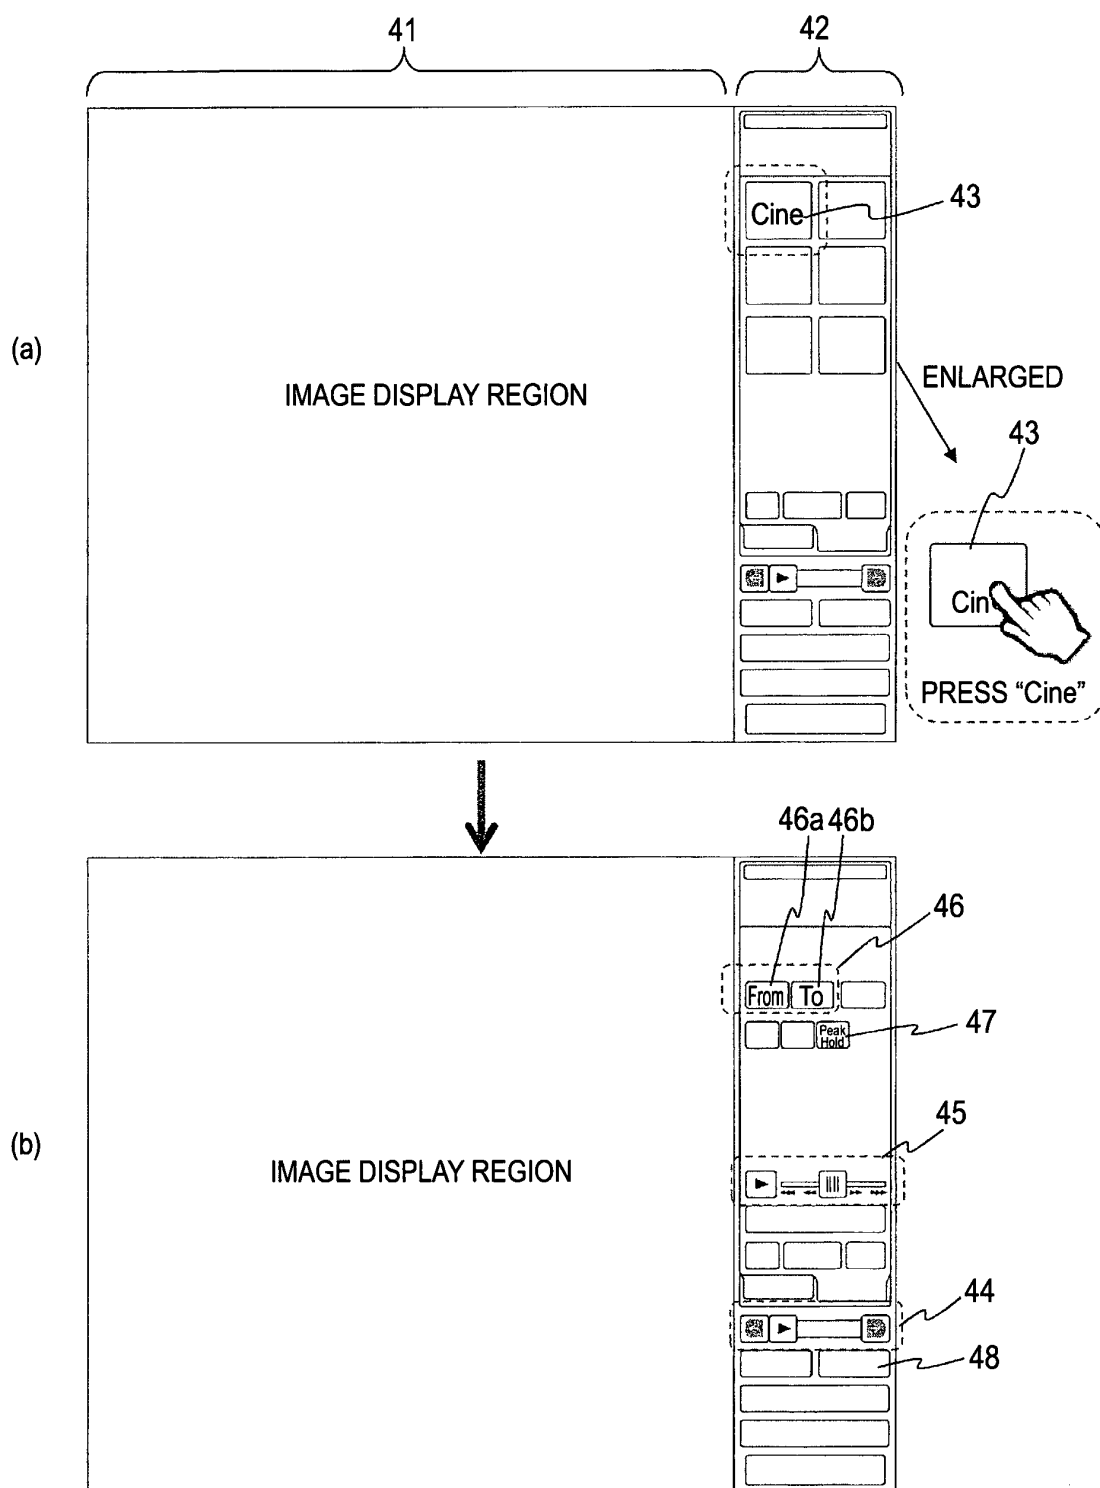 41
42
Cine
43
(a)
IMAGE DISPLAY REGION
ENLARGED
43
Cin
PRESS “Cine”
46a 46b
46
From To
Peak
Hold
47
45
(b)
IMAGE DISPLAY REGION
44
48